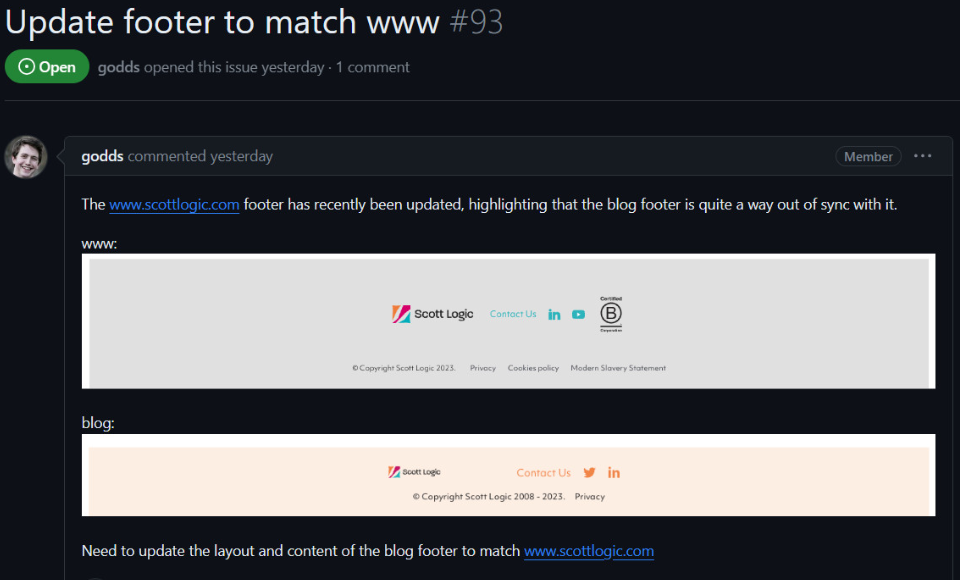 Update footer to match www #93
Open godds opened this issue yesterday · 1 comment
godds commented yesterday Member
The www.scottlogic.com footer has recently been updated, highlighting that the blog footer is quite a way out of sync with it.
www:
Certified
Scott Logic Contact Us in B
Corporation
© Copyright Scott Logic 2023. Privacy Cookies policy Modern Slavery Statement
blog:
Scott Logic Contact Us in
© Copyright Scott Logic 2008 - 2023. Privacy
Need to update the layout and content of the blog footer to match www.scottlogic.com